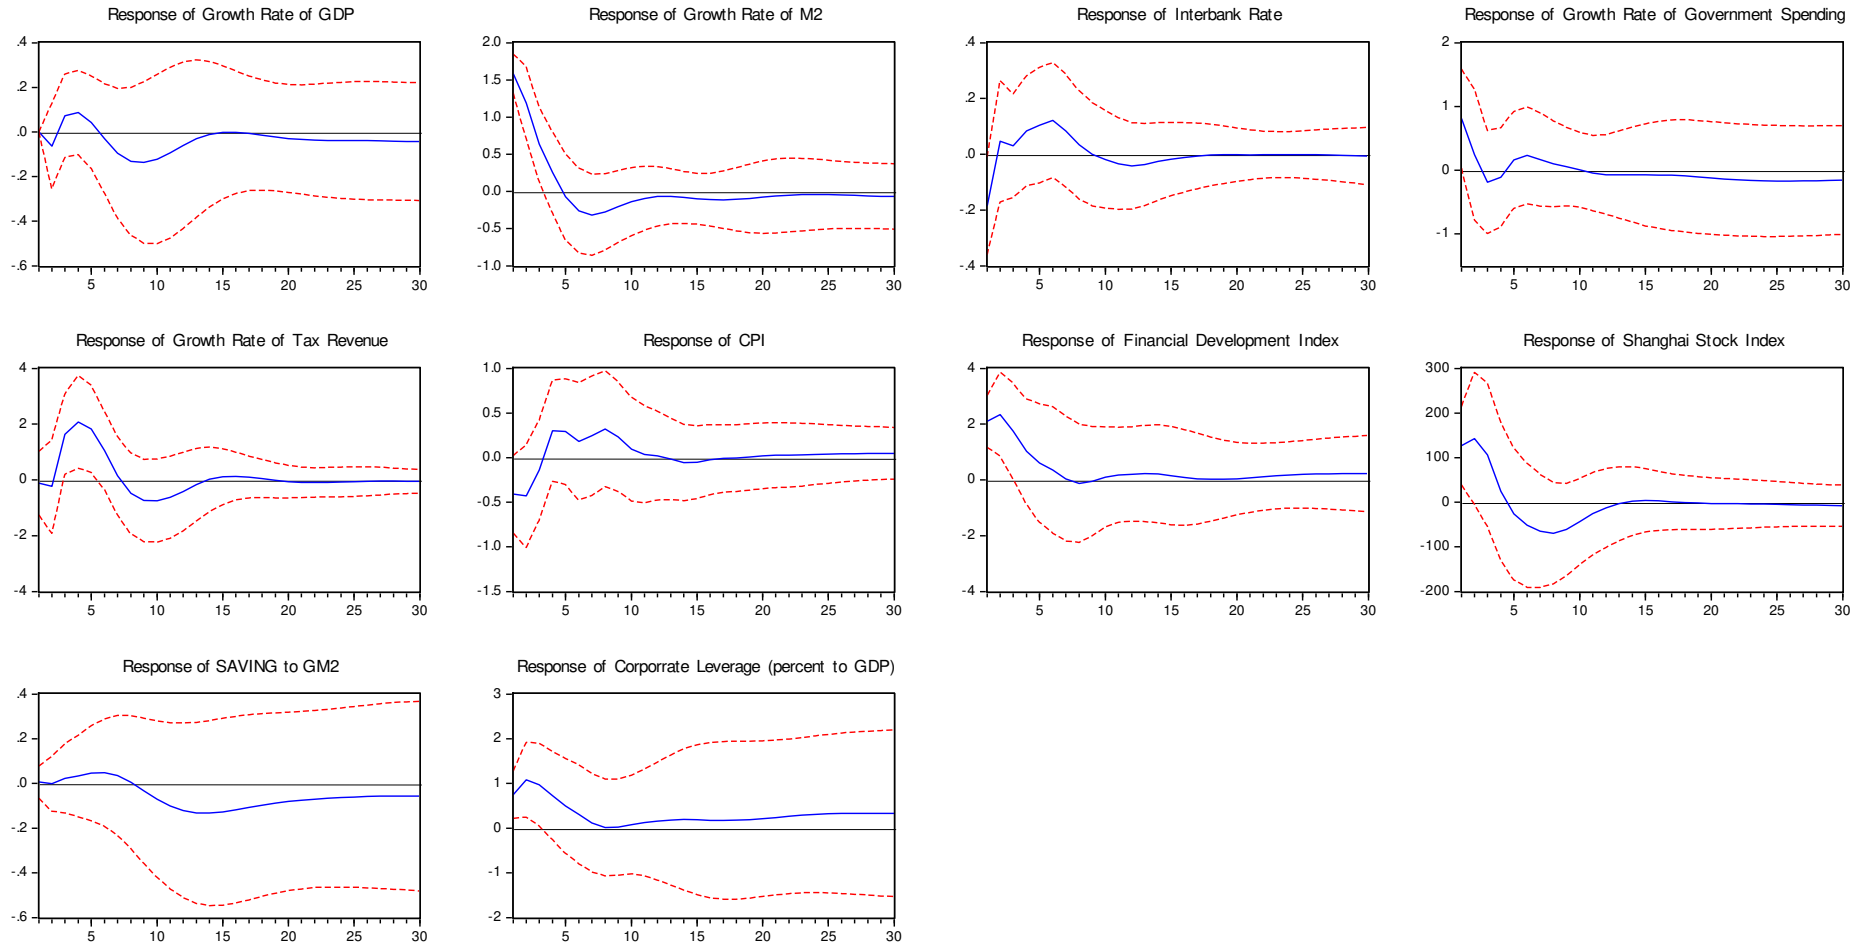 Response of Growth Rate of GDP
.4
.2
.0
-.2
-.4
-.6
5 10 15 20 25 30
Response of Growth Rate of M2
2.0
1.5
1.0
0.5
0.0
-0.5
-1.0
5 10 15 20 25 30
Response of Interbank Rate
.4
.2
.0
-.2
-.4
5 10 15 20 25 30
Response of Growth Rate of Government Spending
2
1
0
-1
5 10 15 20 25 30
Response of Growth Rate of Tax Revenue
4
2
0
-2
-4
5 10 15 20 25 30
Response of CPI
1.0
0.5
0.0
-0.5
-1.0
-1.5
5 10 15 20 25 30
Response of Financial Development Index
4
2
0
-2
-4
5 10 15 20 25 30
Response of Shanghai Stock Index
300
200
100
0
-100
-200
5 10 15 20 25 30
Response of SAVING to GM2
.4
.2
.0
-.2
-.4
-.6
5 10 15 20 25 30
Response of Corporrate Leverage (percent to GDP)
3
2
1
0
-1
-2
5 10 15 20 25 30